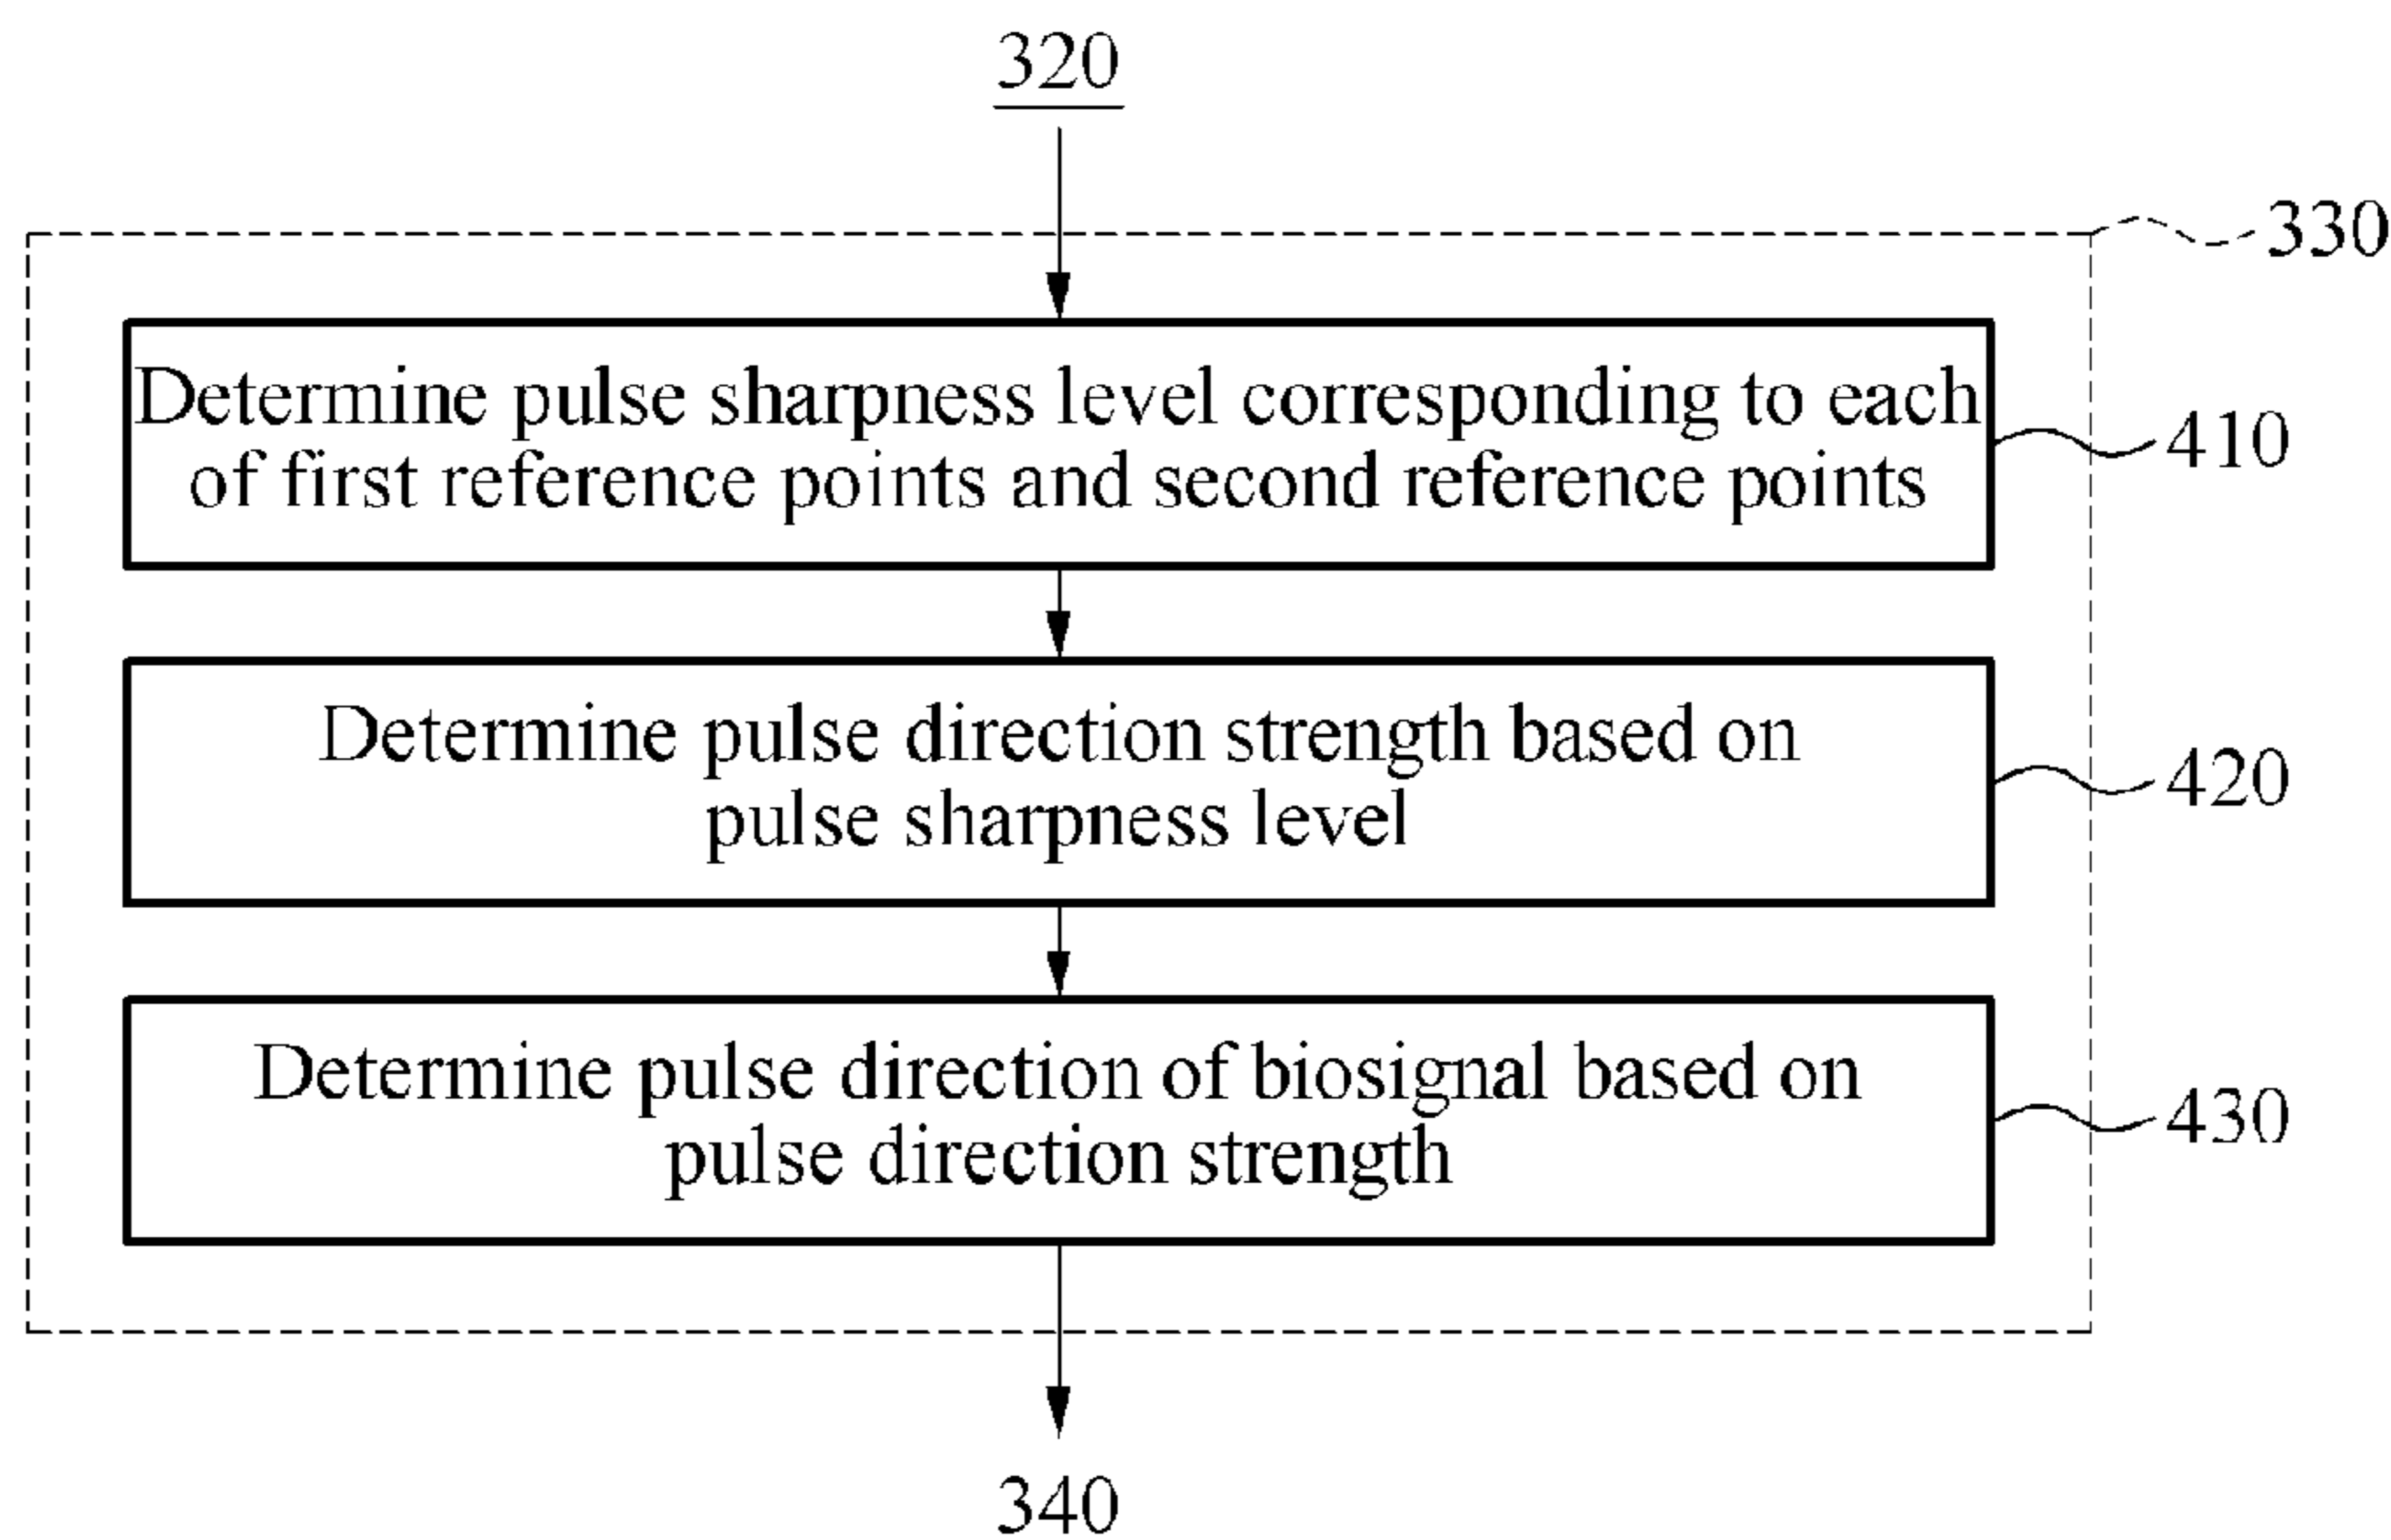 320
330
Determine pulse sharpness level corresponding to each
of first reference points and second reference points
410
Determine pulse direction strength based on
pulse sharpness level
420
Determine pulse direction of biosignal based on
pulse direction strength
430
340